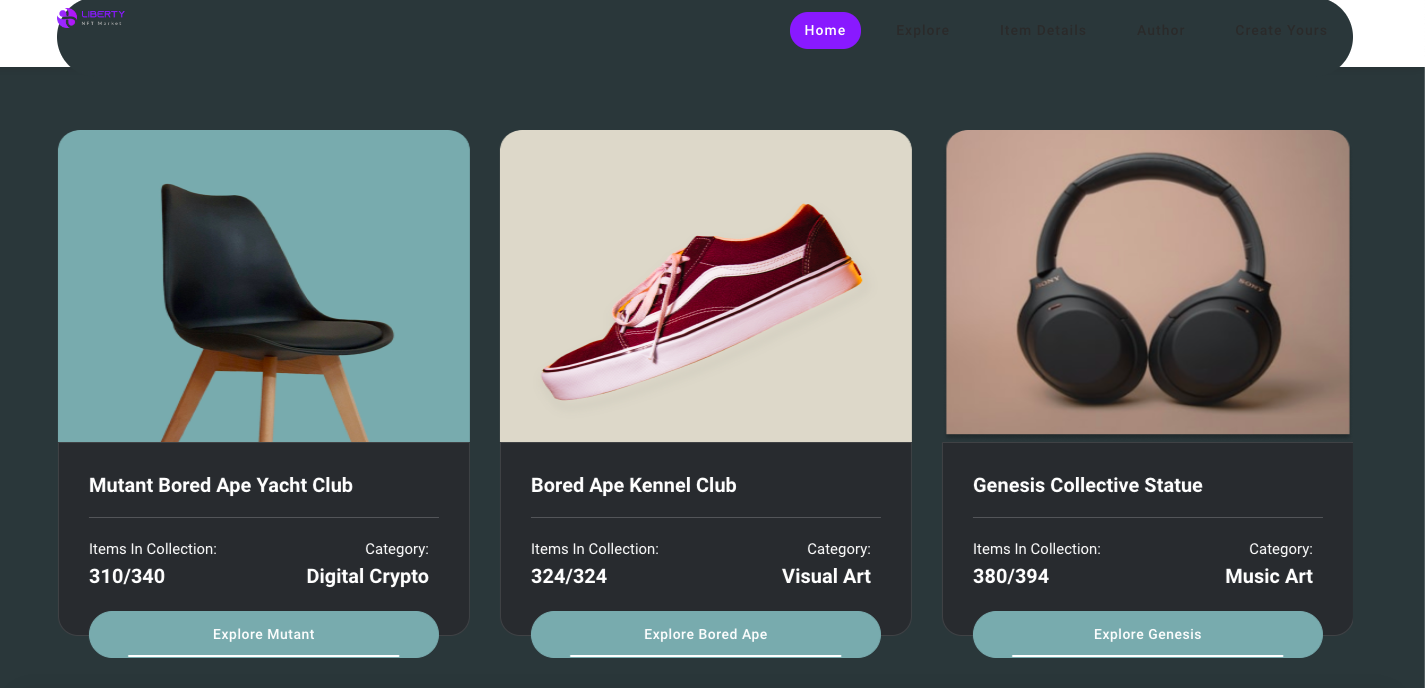 LIBERTY
NFT Market
Home
Explore
Item Details
Author
Create Yours
SONY
SONY
Mutant Bored Ape Yacht Club
Items In Collection:
Category:
310/340
Digital Crypto
Explore Mutant
Bored Ape Kennel Club
Items In Collection:
Category:
324/324
Visual Art
Explore Bored Ape
Genesis Collective Statue
Items In Collection:
Category:
380/394
Music Art
Explore Genesis